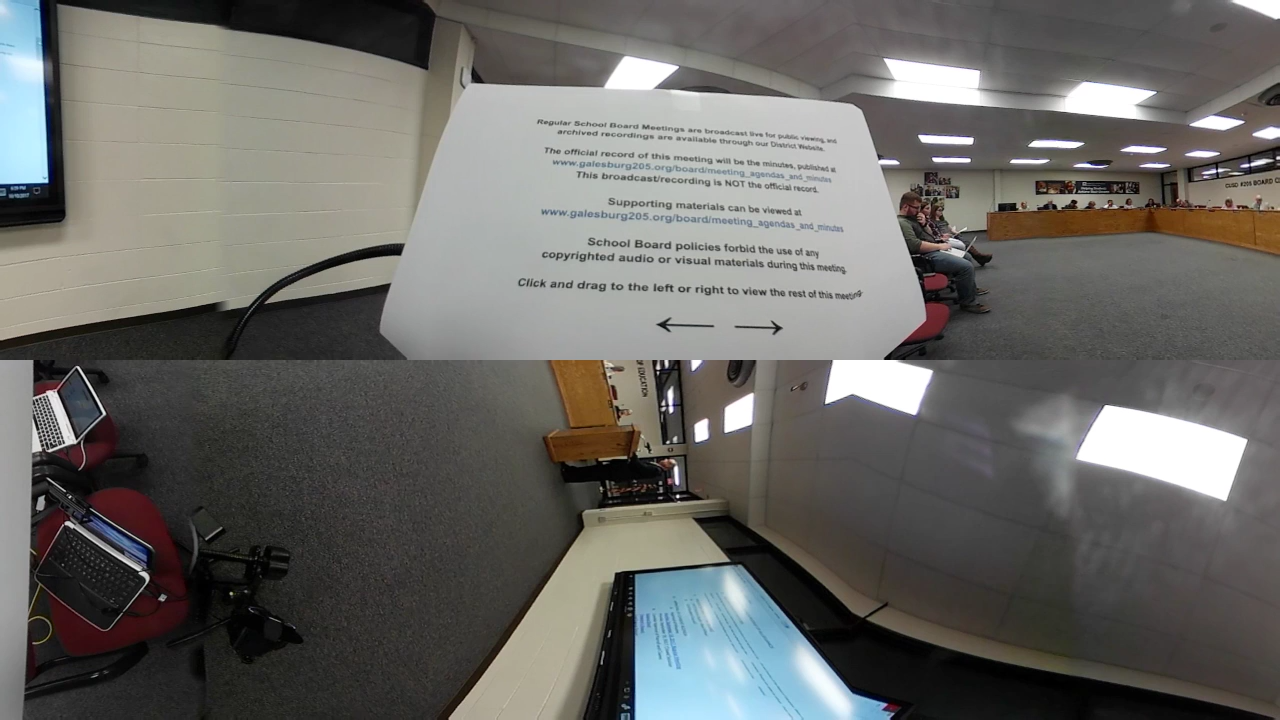 Regular School Board Meetings are broadcast live for public viewing, and
archived recordings are available through our District Website.
The official record of this meeting will be the minutes, published at
www.galesburg205.org/board/meeting_agendas_and_minutes
This broadcast/recording is NOT the official record.
Supporting materials can be viewed at
www.galesburg205.org/board/meeting_agendas_and_minutes
School Board policies forbid the use of any
copyrighted audio or visual materials during this meeting.
Click and drag to the left or right to view the rest of this meeting
CUSD #205 BOARD
OF EDUCATION